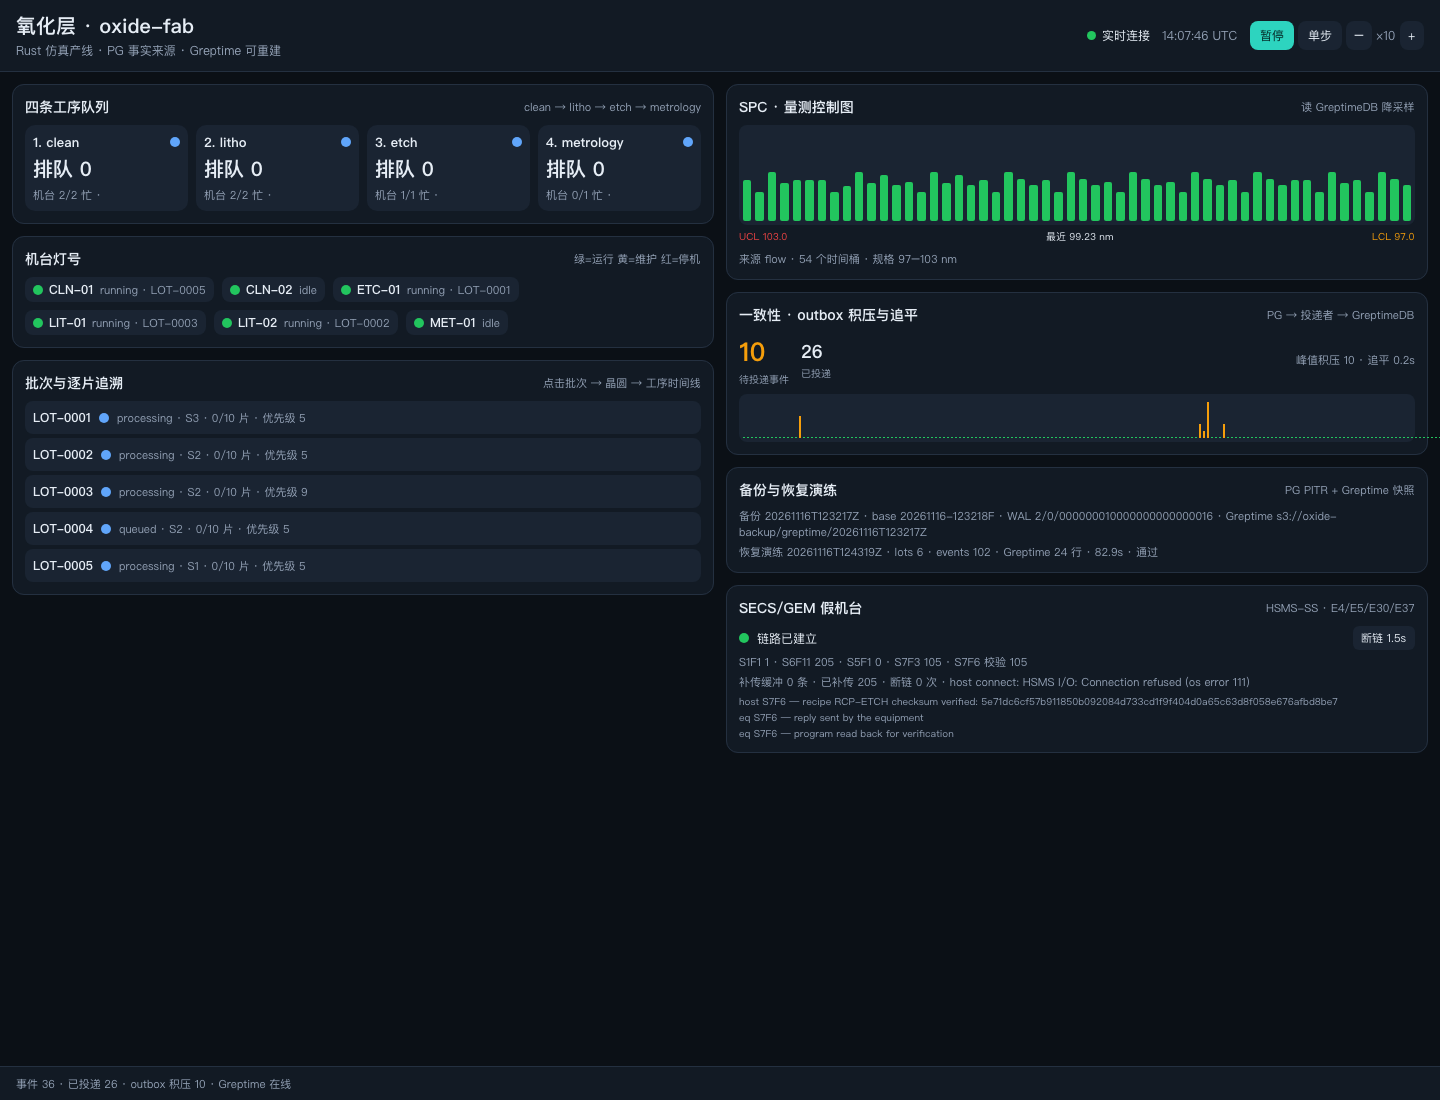 氧化层 · oxide-fab
Rust 仿真产线 · PG 事实来源 · Greptime 可重建
实时连接 14:07:46 UTC 暂停 单步 − ×10 +
四条工序队列 clean → litho → etch → metrology
1. clean
排队 0
机台 2/2 忙 ·
2. litho
排队 0
机台 2/2 忙 ·
3. etch
排队 0
机台 1/1 忙 ·
4. metrology
排队 0
机台 0/1 忙 ·
机台灯号 绿=运行 黄=维护 红=停机
CLN-01 running · LOT-0005 CLN-02 idle ETC-01 running · LOT-0001
LIT-01 running · LOT-0003 LIT-02 running · LOT-0002 MET-01 idle
批次与逐片追溯 点击批次 → 晶圆 → 工序时间线
LOT-0001 processing · S3 · 0/10 片 · 优先级 5
LOT-0002 processing · S2 · 0/10 片 · 优先级 5
LOT-0003 processing · S2 · 0/10 片 · 优先级 9
LOT-0004 queued · S2 · 0/10 片 · 优先级 5
LOT-0005 processing · S1 · 0/10 片 · 优先级 5
SPC · 量测控制图 读 GreptimeDB 降采样
UCL 103.0 最近 99.23 nm LCL 97.0
来源 flow · 54 个时间桶 · 规格 97–103 nm
一致性 · outbox 积压与追平 PG → 投递者 → GreptimeDB
10 26
待投递事件 已投递
峰值积压 10 · 追平 0.2s
备份与恢复演练 PG PITR + Greptime 快照
备份 20261116T123217Z · base 20261116-123218F · WAL 2/0/000000010000000000000016 · Greptime s3://oxide-
backup/greptime/20261116T123217Z
恢复演练 20261116T124319Z · lots 6 · events 102 · Greptime 24 行 · 82.9s · 通过
SECS/GEM 假机台 HSMS-SS · E4/E5/E30/E37
链路已建立 断链 1.5s
S1F1 1 · S6F11 205 · S5F1 0 · S7F3 105 · S7F6 校验 105
补传缓冲 0 条 · 已补传 205 · 断链 0 次 · host connect: HSMS I/O: Connection refused (os error 111)
host S7F6 — recipe RCP-ETCH checksum verified: 5e71dc6cf57b911850b092084d733cd1f9f404d0a65c63d8f058e676afbd8be7
eq S7F6 — reply sent by the equipment
eq S7F6 — program read back for verification
事件 36 · 已投递 26 · outbox 积压 10 · Greptime 在线